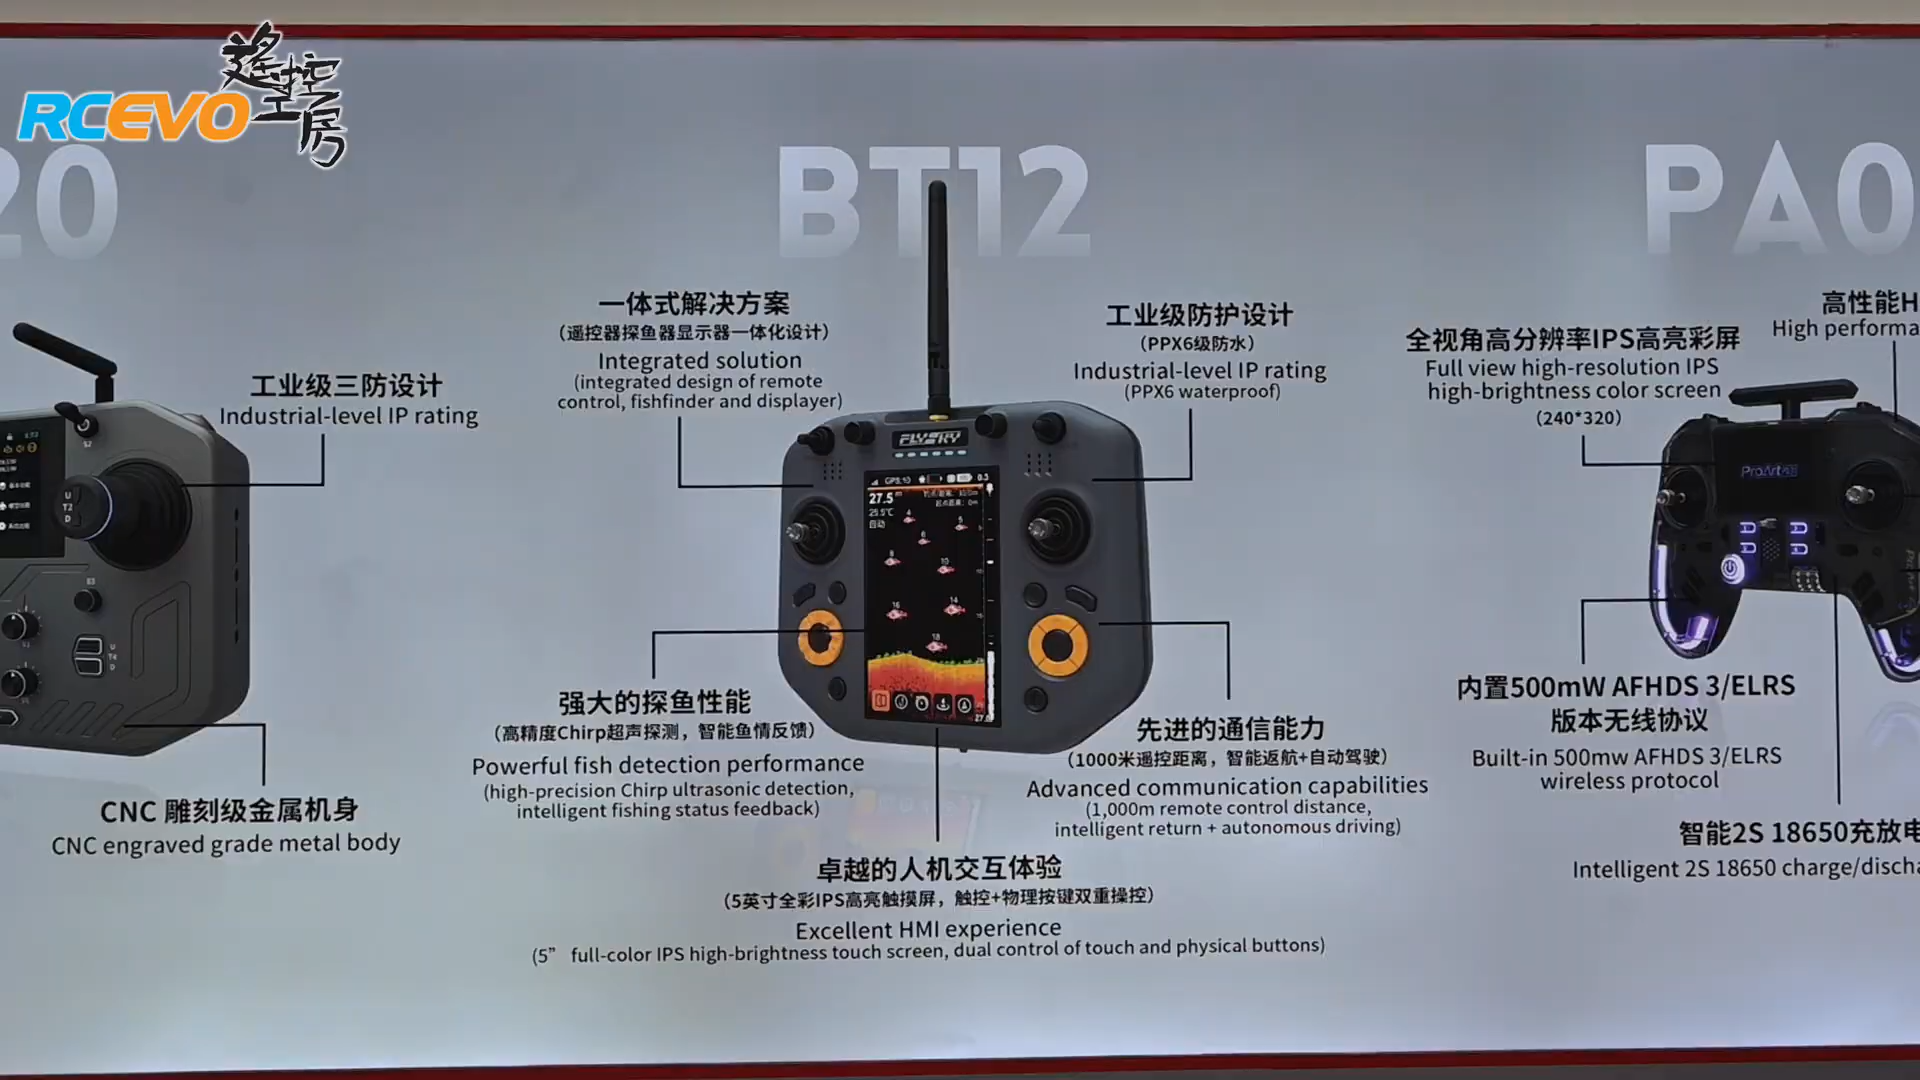 RCEVO
遥控工房
20
BT12
PA0
工业级三防设计
Industrial-level IP rating
CNC 雕刻级金属机身
CNC engraved grade metal body
一体式解决方案
（遥控器探鱼器显示器一体化设计）
Integrated solution
(integrated design of remote
control, fishfinder and displayer)
工业级防护设计
（PPX6级防水）
Industrial-level IP rating
(PPX6 waterproof)
FLYSKY
27.5 m
25.5℃
自动
强大的探鱼性能
（高精度Chirp超声探测，智能鱼情反馈）
Powerful fish detection performance
(high-precision Chirp ultrasonic detection,
intelligent fishing status feedback)
先进的通信能力
（1000米遥控距离，智能返航+自动驾驶）
Advanced communication capabilities
(1,000m remote control distance,
intelligent return + autonomous driving)
卓越的人机交互体验
（5英寸全彩IPS高亮触摸屏，触控+物理按键双重操控）
Excellent HMI experience
(5” full-color IPS high-brightness touch screen, dual control of touch and physical buttons)
全视角高分辨率IPS高亮彩屏
Full view high-resolution IPS
high-brightness color screen
(240*320)
高性能H
High performa
内置500mW AFHDS 3/ELRS
版本无线协议
Built-in 500mw AFHDS 3/ELRS
wireless protocol
智能2S 18650充放电
Intelligent 2S 18650 charge/discha